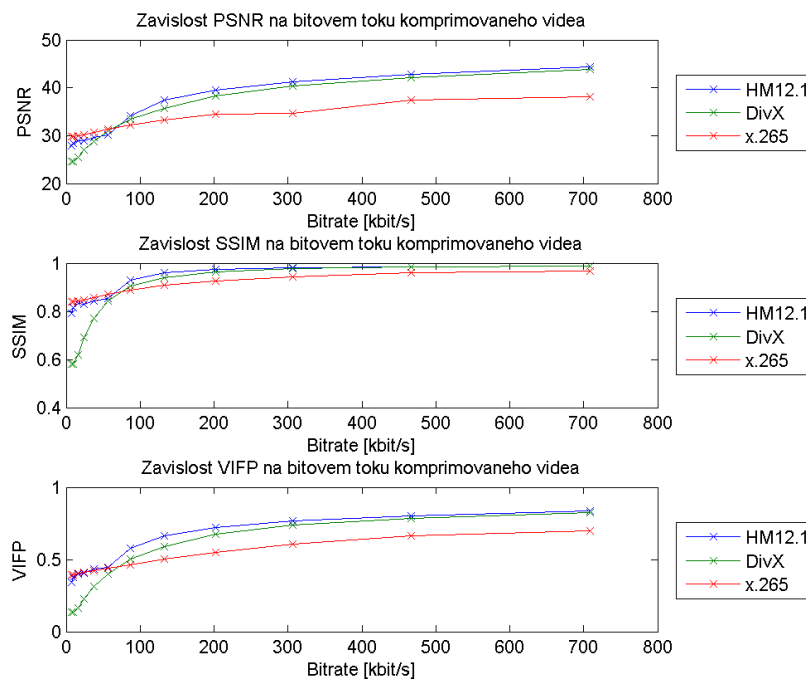 Zavislost PSNR na bitovem toku komprimovaneho videa
50
40
30
20
PSNR
0 100 200 300 400 500 600 700 800
Bitrate [kbit/s]
HM12.1
DivX
x.265
Zavislost SSIM na bitovem toku komprimovaneho videa
1
0.8
0.6
0.4
SSIM
0 100 200 300 400 500 600 700 800
Bitrate [kbit/s]
HM12.1
DivX
x.265
Zavislost VIFP na bitovem toku komprimovaneho videa
1
0.5
0
VIFP
0 100 200 300 400 500 600 700 800
Bitrate [kbit/s]
HM12.1
DivX
x.265